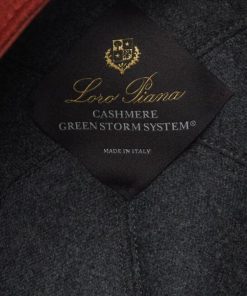 Loro Piana
CASHMERE
GREEN STORM SYSTEM®
MADE IN ITALY